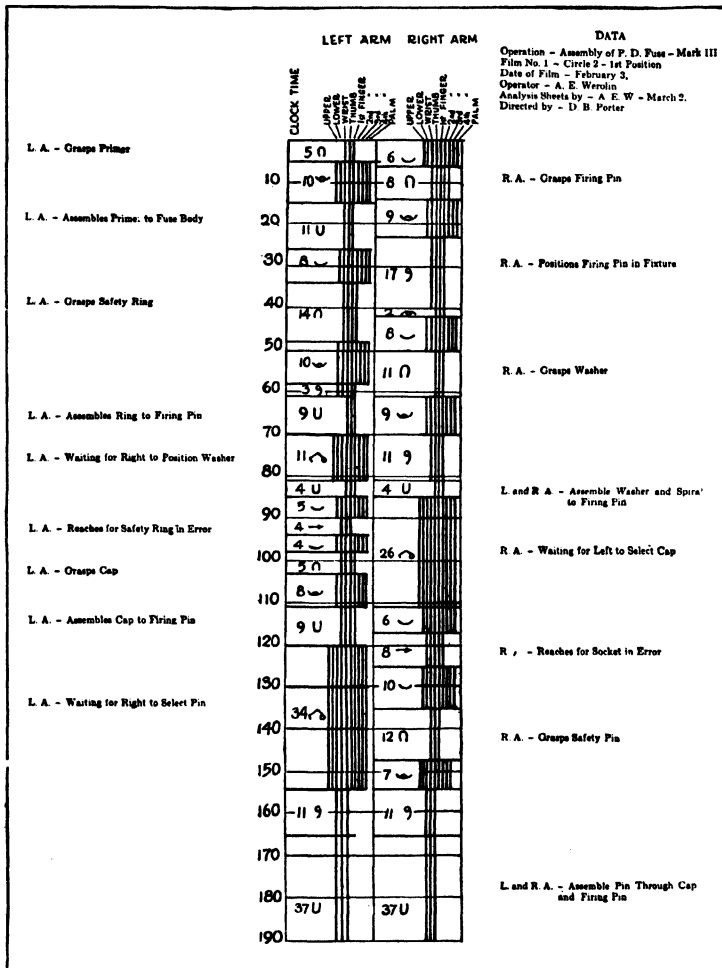 LEFT ARM RIGHT ARM
DATA
Operation – Assembly of P. D. Fuse – Mark III
Film No. 1 – Circle 2 – 1st Position
Date of Film – February 3,
Operator – A. E. Werolin
Analysis Sheets by – A. E. W – March 2,
Directed by – D. B. Porter
CLOCK TIME
UPPER
LOWER
WRIST
THUMB
1st FINGER
2nd "
3rd "
4th "
PALM
UPPER
LOWER
WRIST
THUMB
1st FINGER
2nd "
3rd "
4th "
PALM
L. A. – Grasps Primer
5 6
10 10 8
R. A. – Grasps Firing Pin
L. A. – Assembles Primer to Fuse Body
9
20
11 U
30 8
17
R. A. – Positions Firing Pin in Fixture
L. A. – Grasps Safety Ring
40 14 2
8
50
10 11
R. A. – Grasps Washer
60 3
L. A. – Assembles Ring to Firing Pin
9 U 9
70
L. A. – Waiting for Right to Position Washer
11 11
80
4 U 4 U
L. and R. A. – Assemble Washer and Spiral
to Firing Pin
5
90
L. A. – Reaches for Safety Ring In Error
4
4 26
R. A. – Waiting for Left to Select Cap
100
L. A. – Grasps Cap
5
8
110
L. A. – Assembles Cap to Firing Pin
9 U 6
120
8
R – Reaches for Socket in Error
130 10
L. A. – Waiting for Right to Select Pin
34
140 12
R. A. – Grasps Safety Pin
150 7
160 11 11
170
180 37 U 37 U
L. and R. A. – Assemble Pin Through Cap
and Firing Pin
190